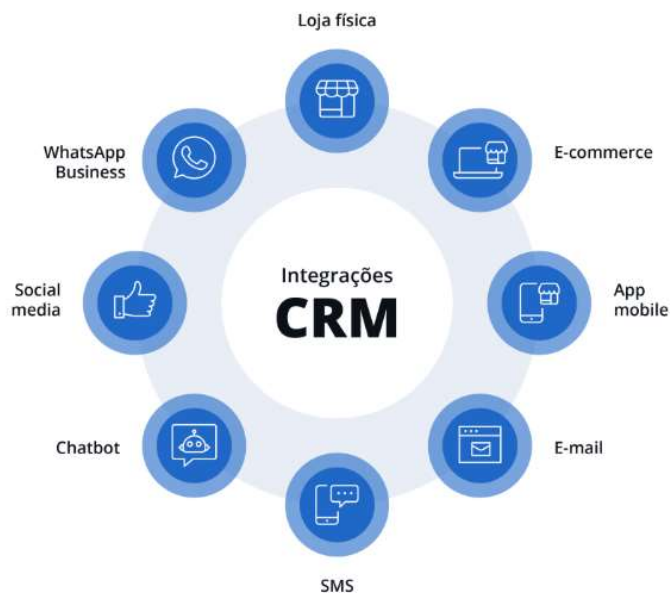 Loja física
E-commerce
App
mobile
E-mail
SMS
Chatbot
Social
media
WhatsApp
Business
Integrações
CRM